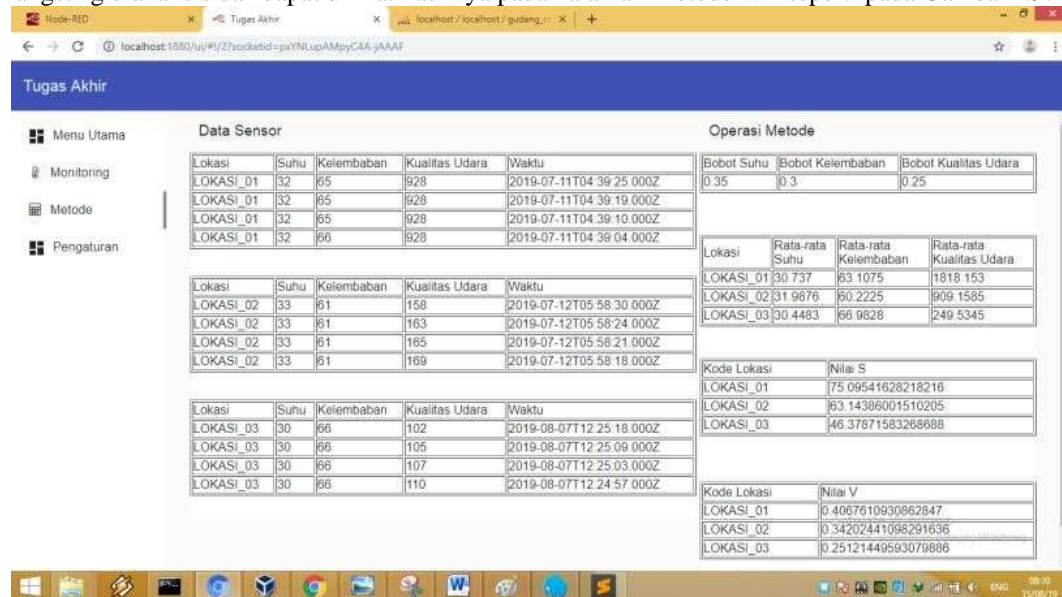 Node-RED
Tugas Akhir
localhost / localhost / gudang_
localhost:1880/ui/#!/2?socketid=pxYNLupAMpyC4A-jAAAF
Tugas Akhir
Menu Utama
Monitoring
Metode
Pengaturan
Data Sensor
Lokasi Suhu Kelembaban Kualitas Udara Waktu
LOKASI_01 32 65 928 2019-07-11T04:39:25.000Z
LOKASI_01 32 65 928 2019-07-11T04:39:19.000Z
LOKASI_01 32 65 928 2019-07-11T04:39:10.000Z
LOKASI_01 32 66 928 2019-07-11T04:39:04.000Z
Lokasi Suhu Kelembaban Kualitas Udara Waktu
LOKASI_02 33 61 158 2019-07-12T05:58:30.000Z
LOKASI_02 33 61 163 2019-07-12T05:58:24.000Z
LOKASI_02 33 61 165 2019-07-12T05:58:21.000Z
LOKASI_02 33 61 169 2019-07-12T05:58:18.000Z
Lokasi Suhu Kelembaban Kualitas Udara Waktu
LOKASI_03 30 66 102 2019-08-07T12:25:18.000Z
LOKASI_03 30 66 105 2019-08-07T12:25:09.000Z
LOKASI_03 30 66 107 2019-08-07T12:25:03.000Z
LOKASI_03 30 66 110 2019-08-07T12:24:57.000Z
Operasi Metode
Bobot Suhu Bobot Kelembaban Bobot Kualitas Udara
0.35 0.3 0.25
Lokasi Rata-rata Suhu Rata-rata Kelembaban Rata-rata Kualitas Udara
LOKASI_01 30.737 63.1075 1818.153
LOKASI_02 31.9876 60.2225 909.1585
LOKASI_03 30.4483 66.9828 249.5345
Kode Lokasi Nilai S
LOKASI_01 75.09541628218216
LOKASI_02 63.14386001510205
LOKASI_03 46.37871583268688
Kode Lokasi Nilai V
LOKASI_01 0.4067610930862847
LOKASI_02 0.34202441098291636
LOKASI_03 0.25121449593079886
ENG
08:10
15/08/19